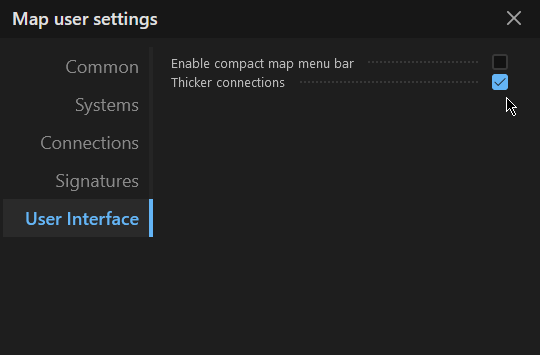 Map user settings
Common
Systems
Connections
Signatures
User Interface
Enable compact map menu bar
Thicker connections